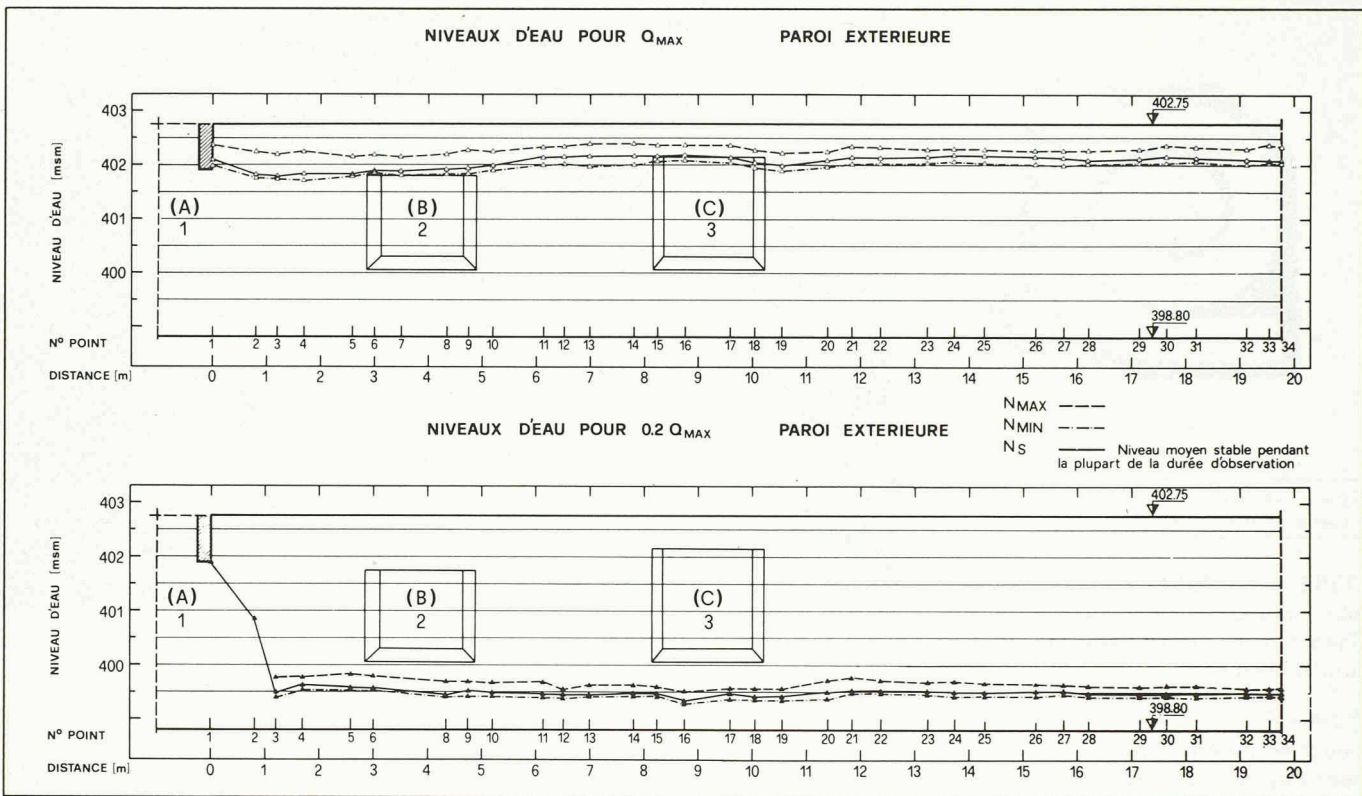 NIVEAUX D'EAU POUR QMAX PAROI EXTERIEURE
NIVEAU D'EAU [msm]
403
402
401
400
402.75
398.80
(A)
1
(B)
2
(C)
3
N° POINT 1 2 3 4 5 6 7 8 9 10 11 12 13 14 15 16 17 18 19 20 21 22 23 24 25 26 27 28 29 30 31 32 33 34
DISTANCE [m] 0 1 2 3 4 5 6 7 8 9 10 11 12 13 14 15 16 17 18 19 20
NMAX
NMIN
NS Niveau moyen stable pendant
la plupart de la durée d'observation
NIVEAUX D'EAU POUR 0.2 QMAX PAROI EXTERIEURE
NIVEAU D'EAU [msm]
403
402
401
400
402.75
398.80
(A)
1
(B)
2
(C)
3
N° POINT 1 2 3 4 5 6 8 9 10 11 12 13 14 15 16 17 18 19 20 21 22 23 24 25 26 27 28 29 30 31 32 33 34
DISTANCE [m] 0 1 2 3 4 5 6 7 8 9 10 11 12 13 14 15 16 17 18 19 20